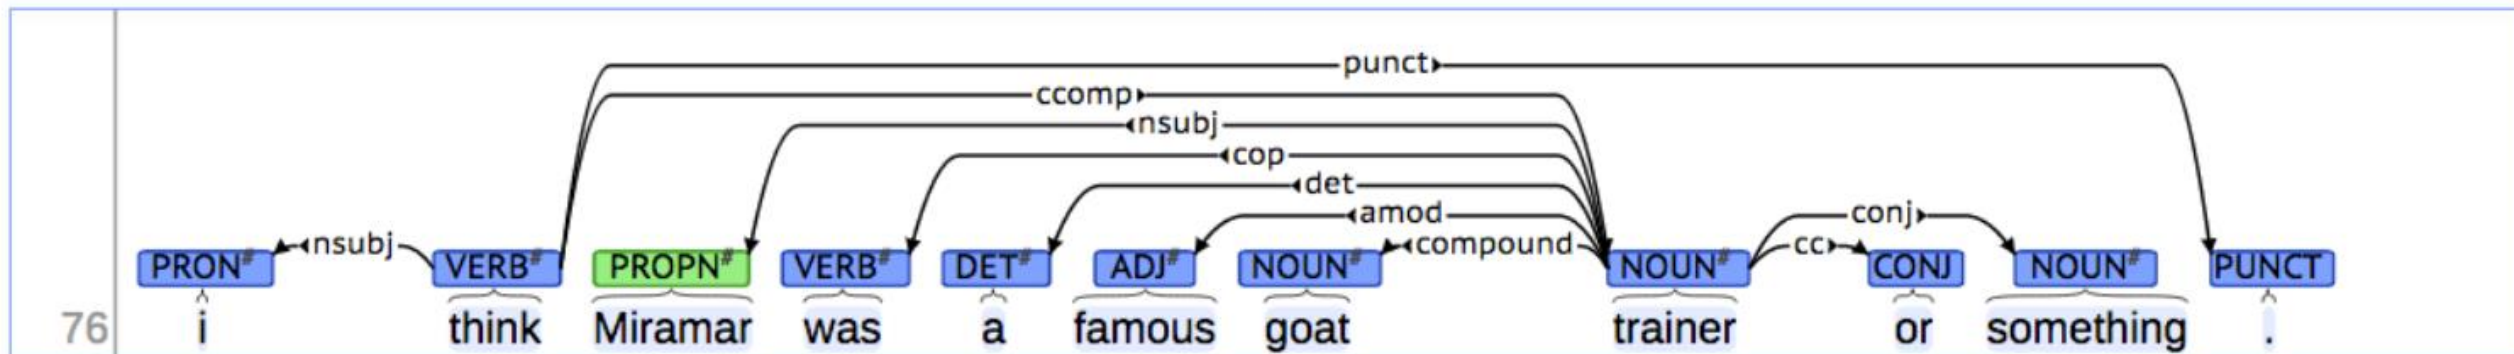 punct
ccomp
nsubj
cop
det
amod
conj
nsubj compound cc
PRON# VERB# PROPN# VERB# DET# ADJ# NOUN# NOUN# CONJ NOUN# PUNCT
76 i think Miramar was a famous goat trainer or something .